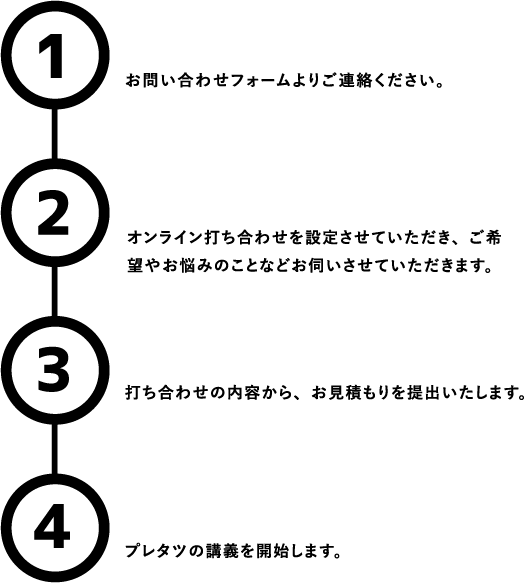 1
お問い合わせフォームよりご連絡ください。
2
オンライン打ち合わせを設定させていただき、ご希
望やお悩みのことなどお伺いさせていただきます。
3
打ち合わせの内容から、お見積もりを提出いたします。
4
プレタツの講義を開始します。